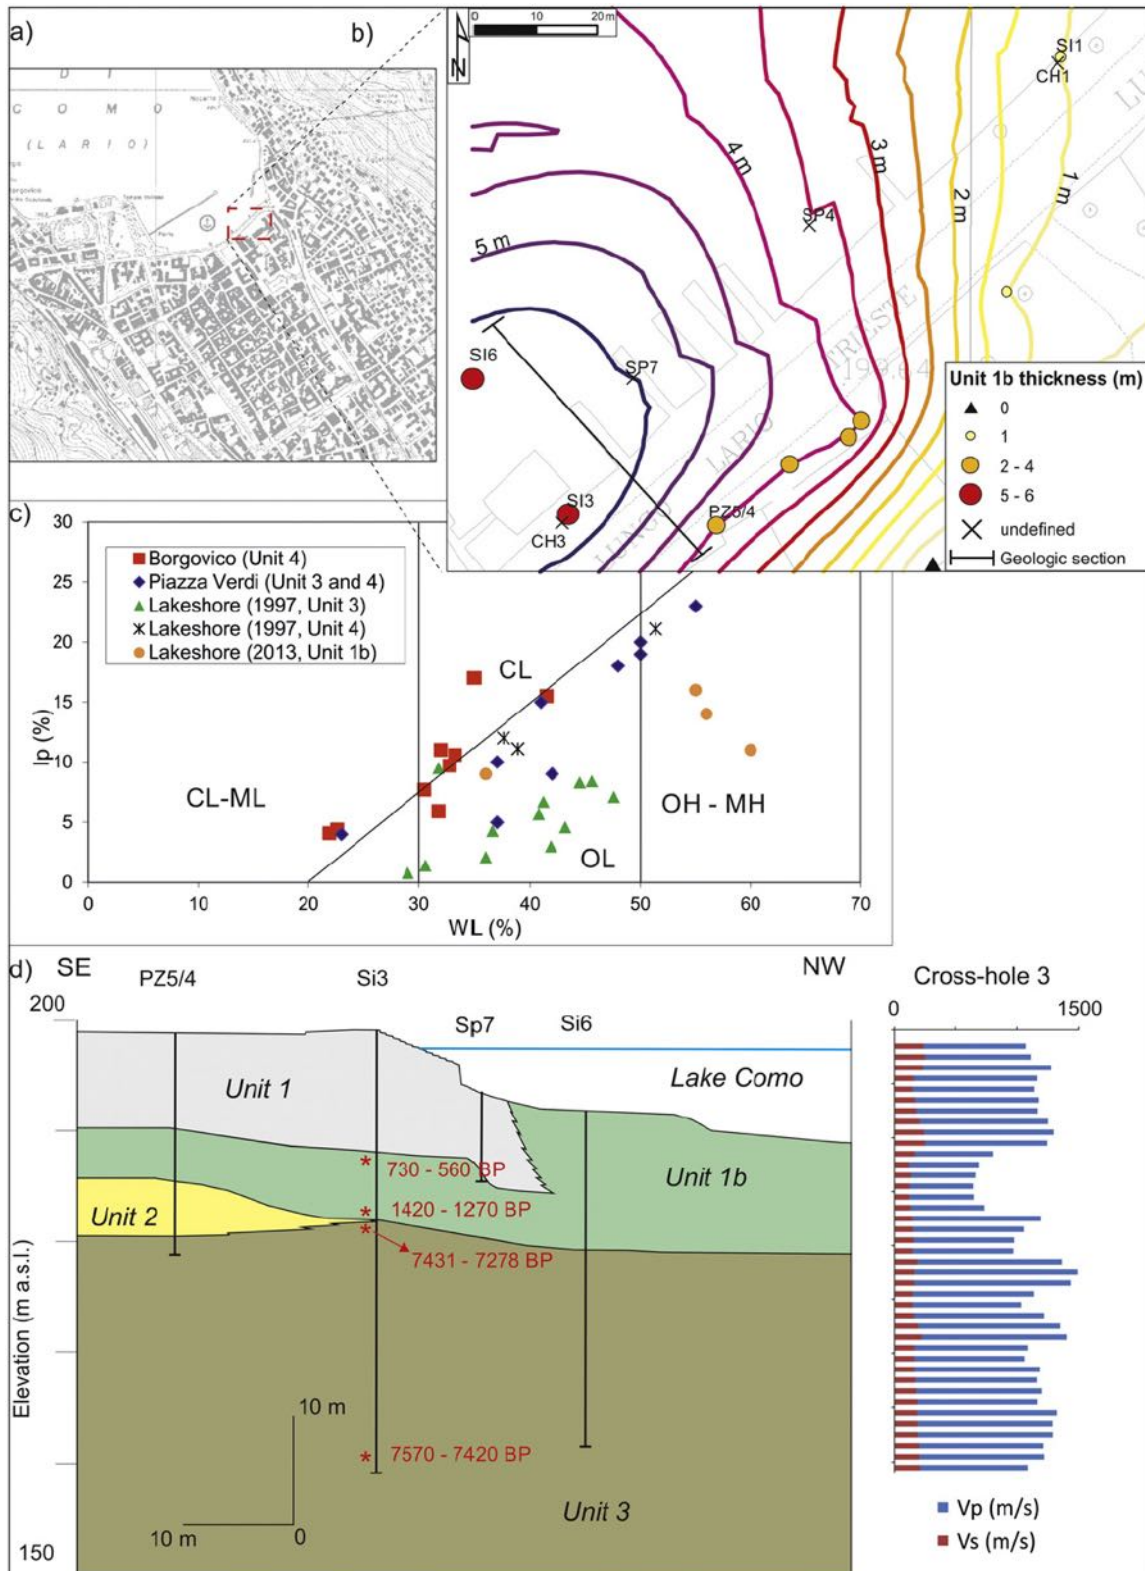 a)
b)
N
0 10 20 m
D I
C O M O
( L A R I O )
SI1
CH1
4 m
3 m
2 m
1 m
5 m
SP4
SI6
SP7
SI3
CH3
PZ5/4
LUNGO
LARIO
TRIESTE
199.64
LU
Unit 1b thickness (m)
0
1
2 - 4
5 - 6
undefined
Geologic section
c)
30
25
20
15
10
5
0
Ip (%)
Borgovico (Unit 4)
Piazza Verdi (Unit 3 and 4)
Lakeshore (1997, Unit 3)
Lakeshore (1997, Unit 4)
Lakeshore (2013, Unit 1b)
CL
CL-ML
OH - MH
OL
0 10 20 30 40 50 60 70
WL (%)
d)
SE
NW
PZ5/4
Si3
Sp7
Si6
200
Elevation (m a.s.l.)
150
Unit 1
Lake Como
Unit 1b
Unit 2
730 - 560 BP
1420 - 1270 BP
7431 - 7278 BP
10 m
7570 - 7420 BP
10 m 0
Unit 3
Cross-hole 3
0 1500
Vp (m/s)
Vs (m/s)